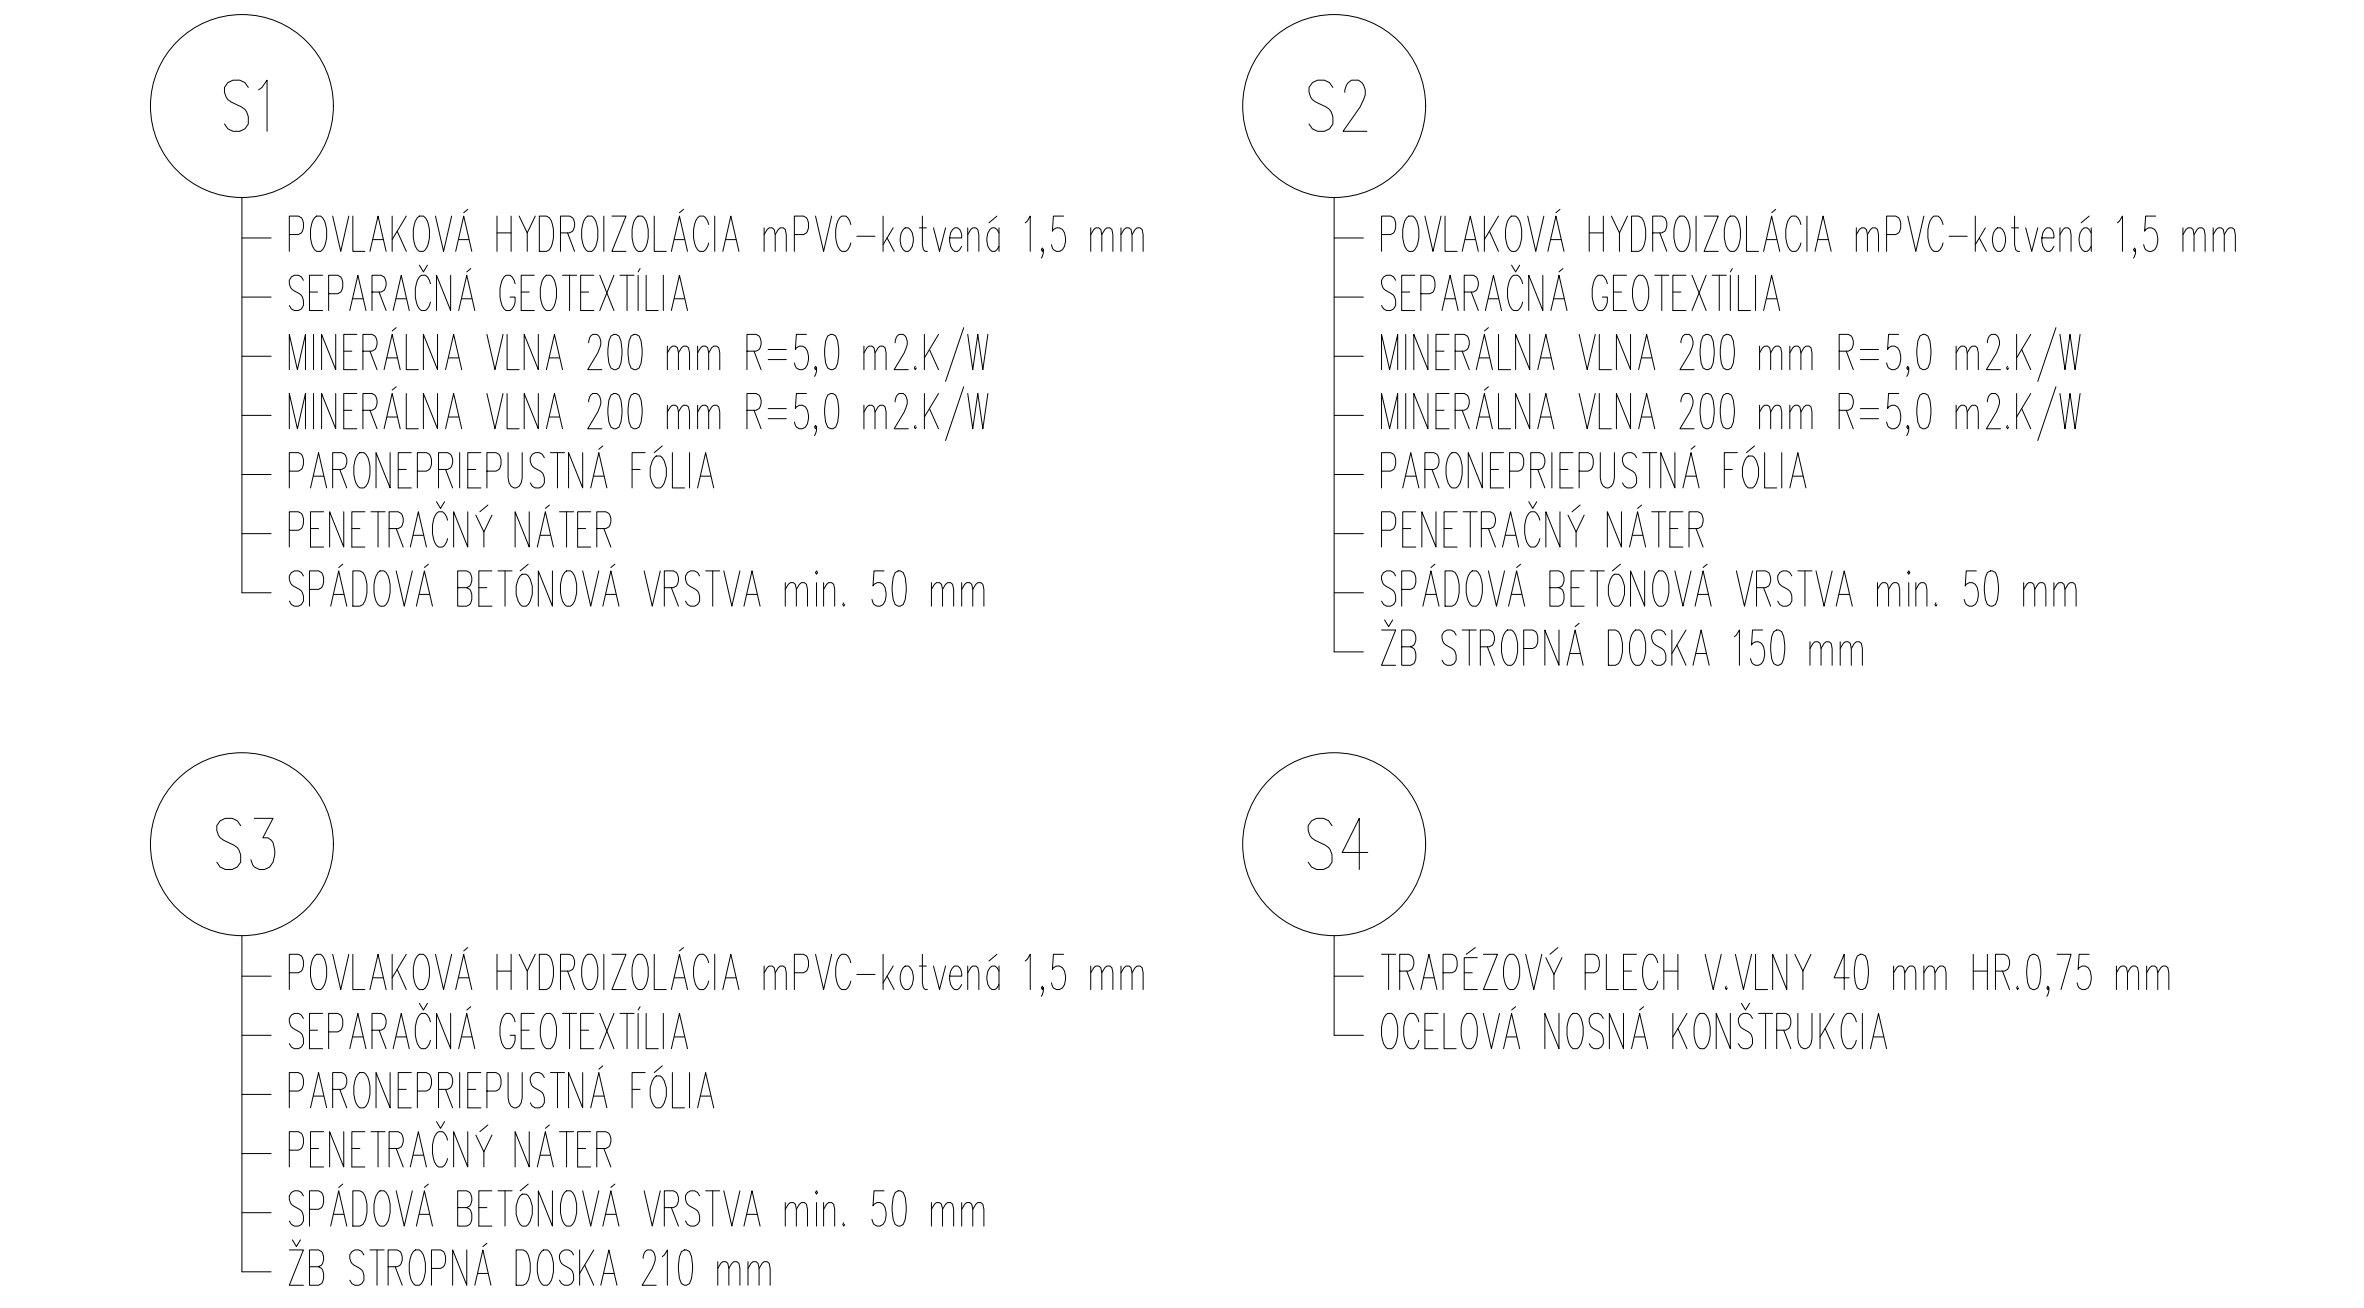 S1
POVLAKOVÁ HYDROIZOLÁCIA mPVC-kotvená 1,5 mm
SEPARAČNÁ GEOTEXTÍLIA
MINERÁLNA VLNA 200 mm R=5,0 m2.K/W
MINERÁLNA VLNA 200 mm R=5,0 m2.K/W
PARONEPRIEPUSTNÁ FÓLIA
PENETRAČNÝ NÁTER
SPÁDOVÁ BETÓNOVÁ VRSTVA min. 50 mm
S2
POVLAKOVÁ HYDROIZOLÁCIA mPVC-kotvená 1,5 mm
SEPARAČNÁ GEOTEXTÍLIA
MINERÁLNA VLNA 200 mm R=5,0 m2.K/W
MINERÁLNA VLNA 200 mm R=5,0 m2.K/W
PARONEPRIEPUSTNÁ FÓLIA
PENETRAČNÝ NÁTER
SPÁDOVÁ BETÓNOVÁ VRSTVA min. 50 mm
ŽB STROPNÁ DOSKA 150 mm
S3
POVLAKOVÁ HYDROIZOLÁCIA mPVC-kotvená 1,5 mm
SEPARAČNÁ GEOTEXTÍLIA
PARONEPRIEPUSTNÁ FÓLIA
PENETRAČNÝ NÁTER
SPÁDOVÁ BETÓNOVÁ VRSTVA min. 50 mm
ŽB STROPNÁ DOSKA 210 mm
S4
TRAPÉZOVÝ PLECH V.VLNY 40 mm HR.0,75 mm
OCELOVÁ NOSNÁ KONŠTRUKCIA